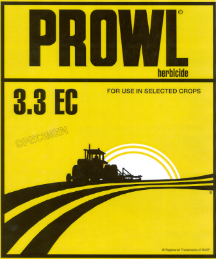 PROWL®
herbicide
3.3 EC
FOR USE IN SELECTED CROPS
SPECIMEN